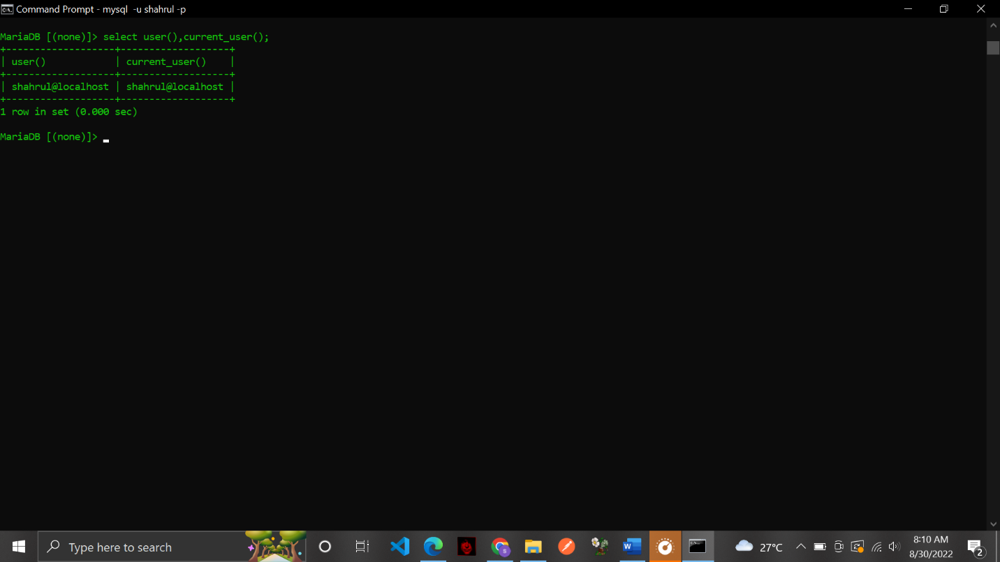 Command Prompt - mysql  -u shahrul -p
MariaDB [(none)]> select user(),current_user();
+-------------------+-------------------+
| user()            | current_user()    |
+-------------------+-------------------+
| shahrul@localhost | shahrul@localhost |
+-------------------+-------------------+
1 row in set (0.000 sec)
MariaDB [(none)]>
Type here to search
27°C
8:10 AM
8/30/2022
2